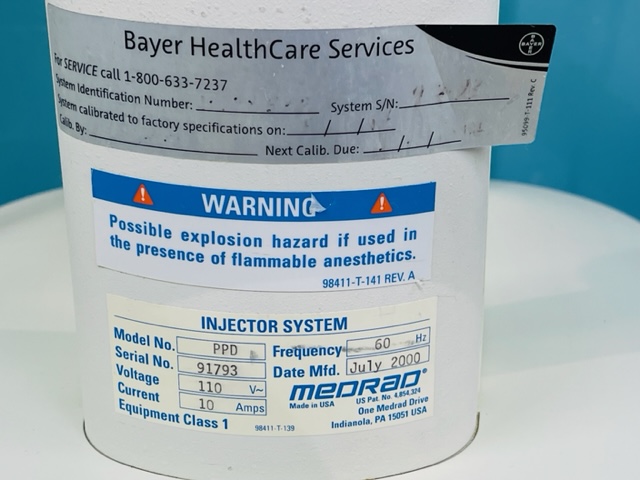 Bayer HealthCare Services
BAYER
For SERVICE call 1-800-633-7237
System Identification Number:
System S/N:
System calibrated to factory specifications on: / /
Calib. By:
Next Calib. Due: / /
95099-T-111 Rev. C
WARNING
Possible explosion hazard if used in
the presence of flammable anesthetics.
98411-T-141 REV. A
INJECTOR SYSTEM
Model No. PPD Frequency 60 Hz
Serial No. 91793 Date Mfd. July 2000
Voltage 110 V~
Current 10 Amps
MEDRAD®
Made in USA US Pat. No. 4,854,324
Equipment Class 1
98411-T-139
One Medrad Drive
Indianola, PA 15051 USA